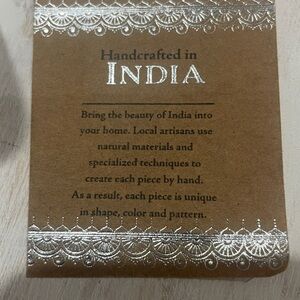 Handcrafted in
INDIA
Bring the beauty of India into
your home. Local artisans use
natural materials and
specialized techniques to
create each piece by hand.
As a result, each piece is unique
in shape, color and pattern.